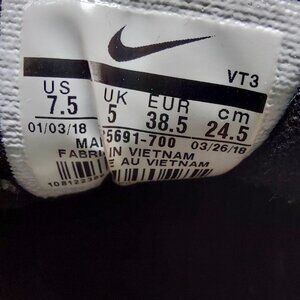 VT3
US UK EUR cm
7.5 5 38.5 24.5
01/03/18 5691-700 03/26/18
IN VIETNAM
AU VIETNAM